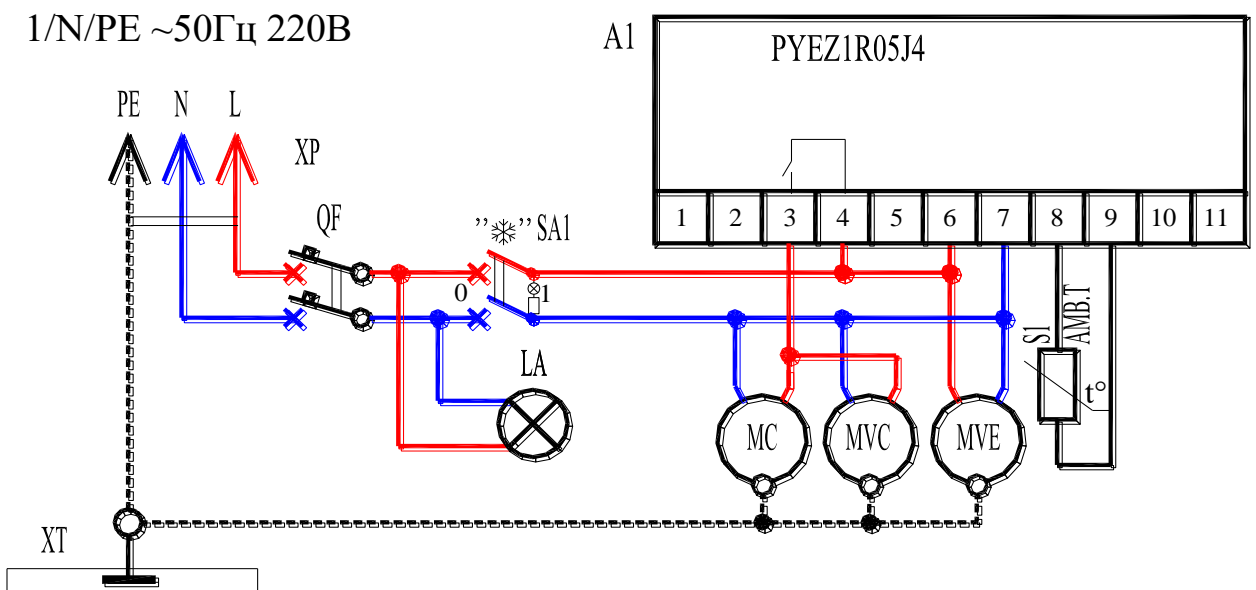 1/N/PE ~50Гц 220В
A1
PYEZ1R05J4
PE N L
XP
1 2 3 4 5 6 7 8 9 10 11
QF
"❄" SA1
0
1
S1
AMB.T
t°
LA
MC
MVC
MVE
XT